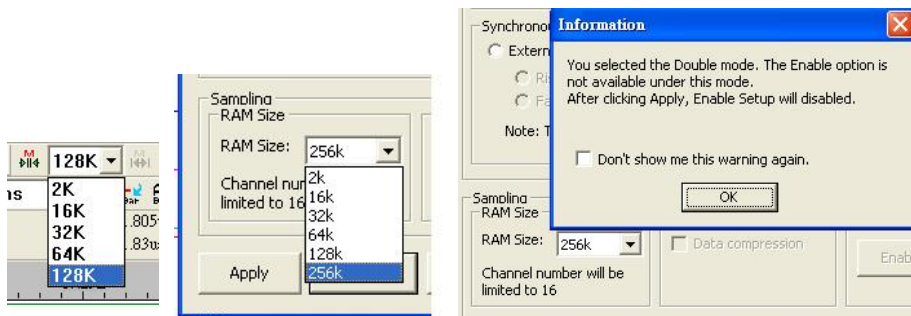 128K
2K
16K
32K
64K
128K
Sampling
RAM Size
RAM Size: 256k
2k
16k
32k
64k
128k
256k
limited to 16
Apply
Information
You selected the Double mode. The Enable option is
not available under this mode.
After clicking Apply, Enable Setup will disabled.
Don't show me this warning again.
OK
Note:
Sampling
RAM Size
RAM Size: 256k
Data compression
Channel number will be
limited to 16